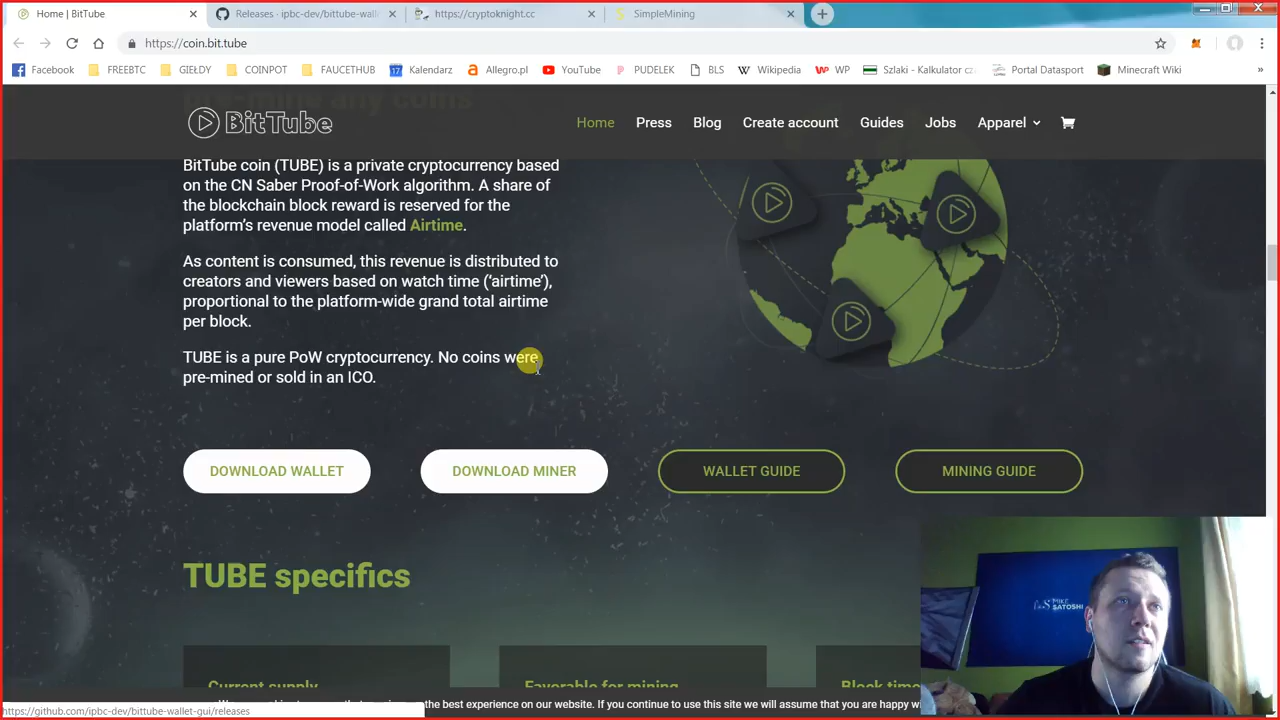 Home | BitTube
Releases · ipbc-dev/bittube-wall
https://cryptoknight.cc
SimpleMining
https://coin.bit.tube
Facebook
FREEBTC
GIEŁDY
COINPOT
FAUCETHUB
17
Kalendarz
a
Allegro.pl
YouTube
PUDELEK
BLS
W
Wikipedia
WP
Szlaki - Kalkulator cz
Portal Datasport
Minecraft Wiki
»
pre-mine any coins
BitTube
Home
Press
Blog
Create account
Guides
Jobs
Apparel
BitTube coin (TUBE) is a private cryptocurrency based
on the CN Saber Proof-of-Work algorithm. A share of
the blockchain block reward is reserved for the
platform's revenue model called Airtime.
As content is consumed, this revenue is distributed to
creators and viewers based on watch time ('airtime'),
proportional to the platform-wide grand total airtime
per block.
TUBE is a pure PoW cryptocurrency. No coins were
pre-mined or sold in an ICO.
DOWNLOAD WALLET
DOWNLOAD MINER
WALLET GUIDE
MINING GUIDE
TUBE specifics
MIKE
SATOSHI
Current supply
Favorable for mining
Block time
the best experience on our website. If you continue to use this site we will assume that you are happy wi
https://github.com/ipbc-dev/bittube-wallet-gui/releases